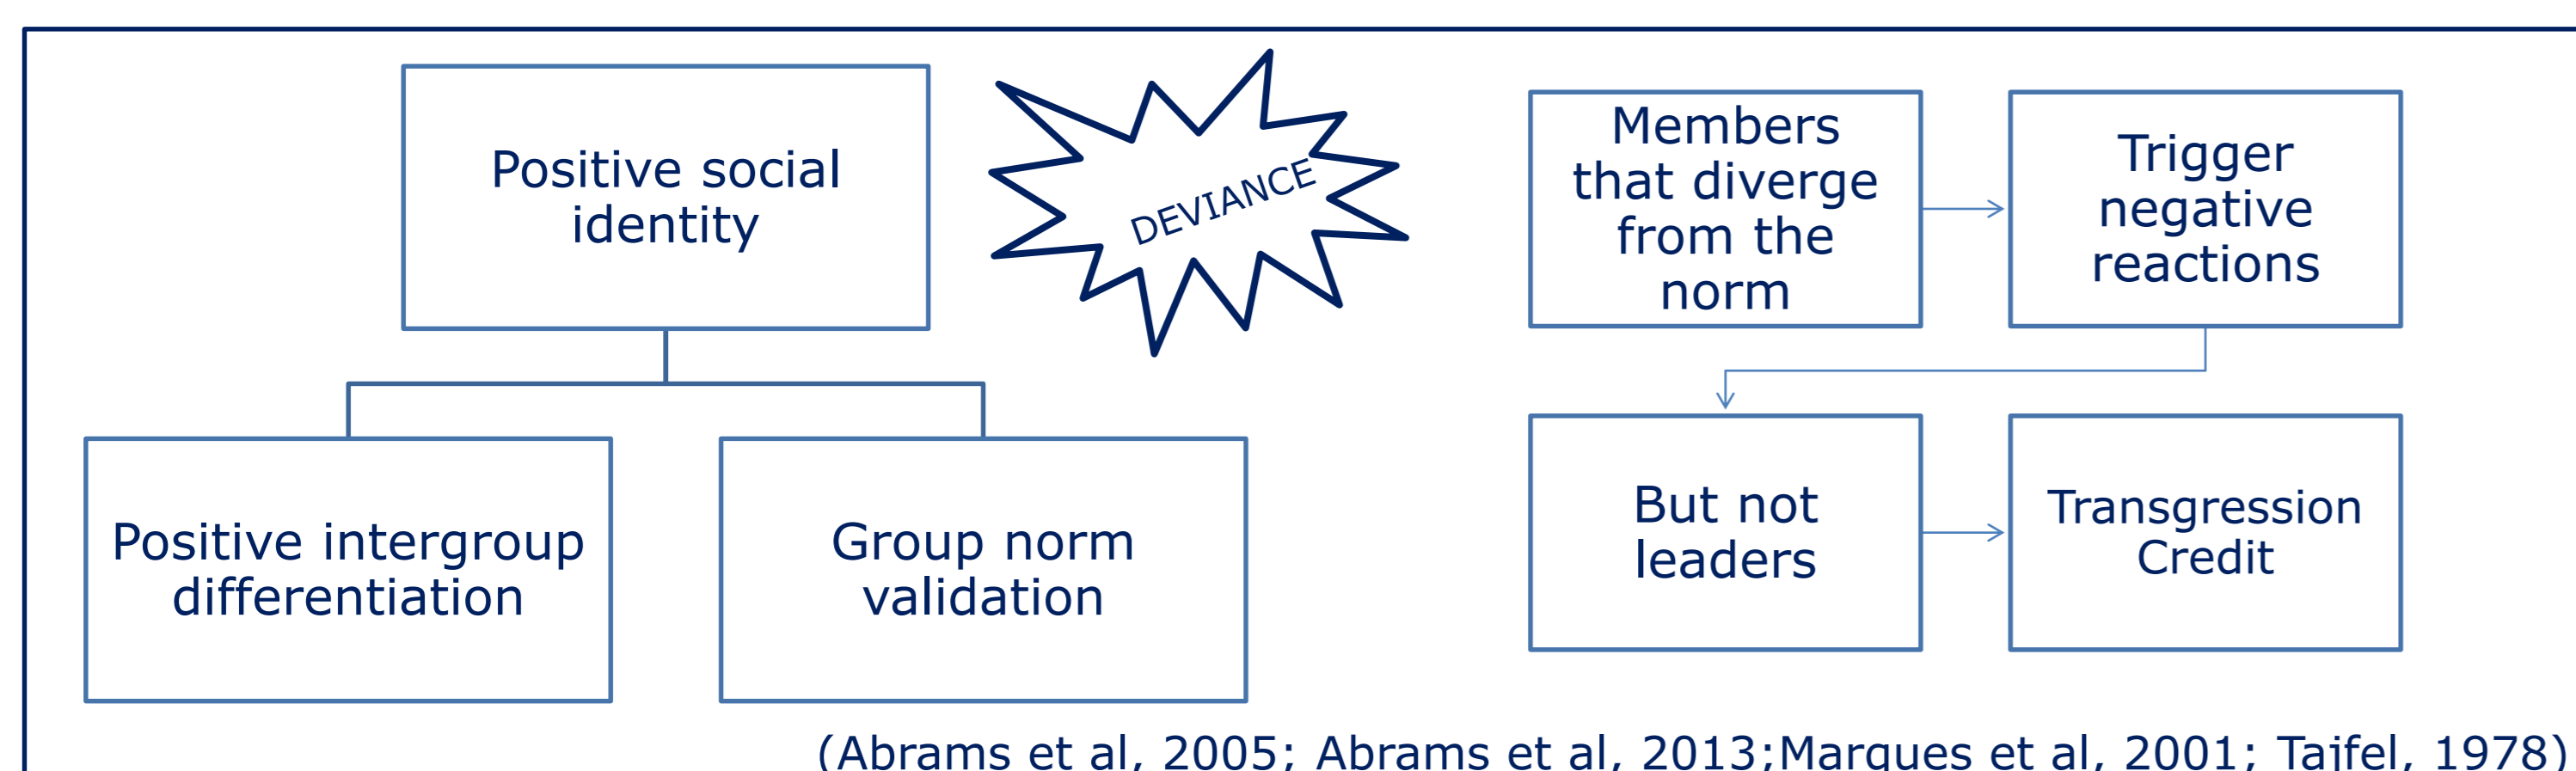 Positive social
identity
Positive intergroup
differentiation
Group norm
validation
DEVIANCE
Members
that diverge
from the
norm
Trigger
negative
reactions
But not
leaders
Transgression
Credit
(Abrams et al, 2005; Abrams et al, 2013;Marques et al, 2001; Tajfel, 1978)